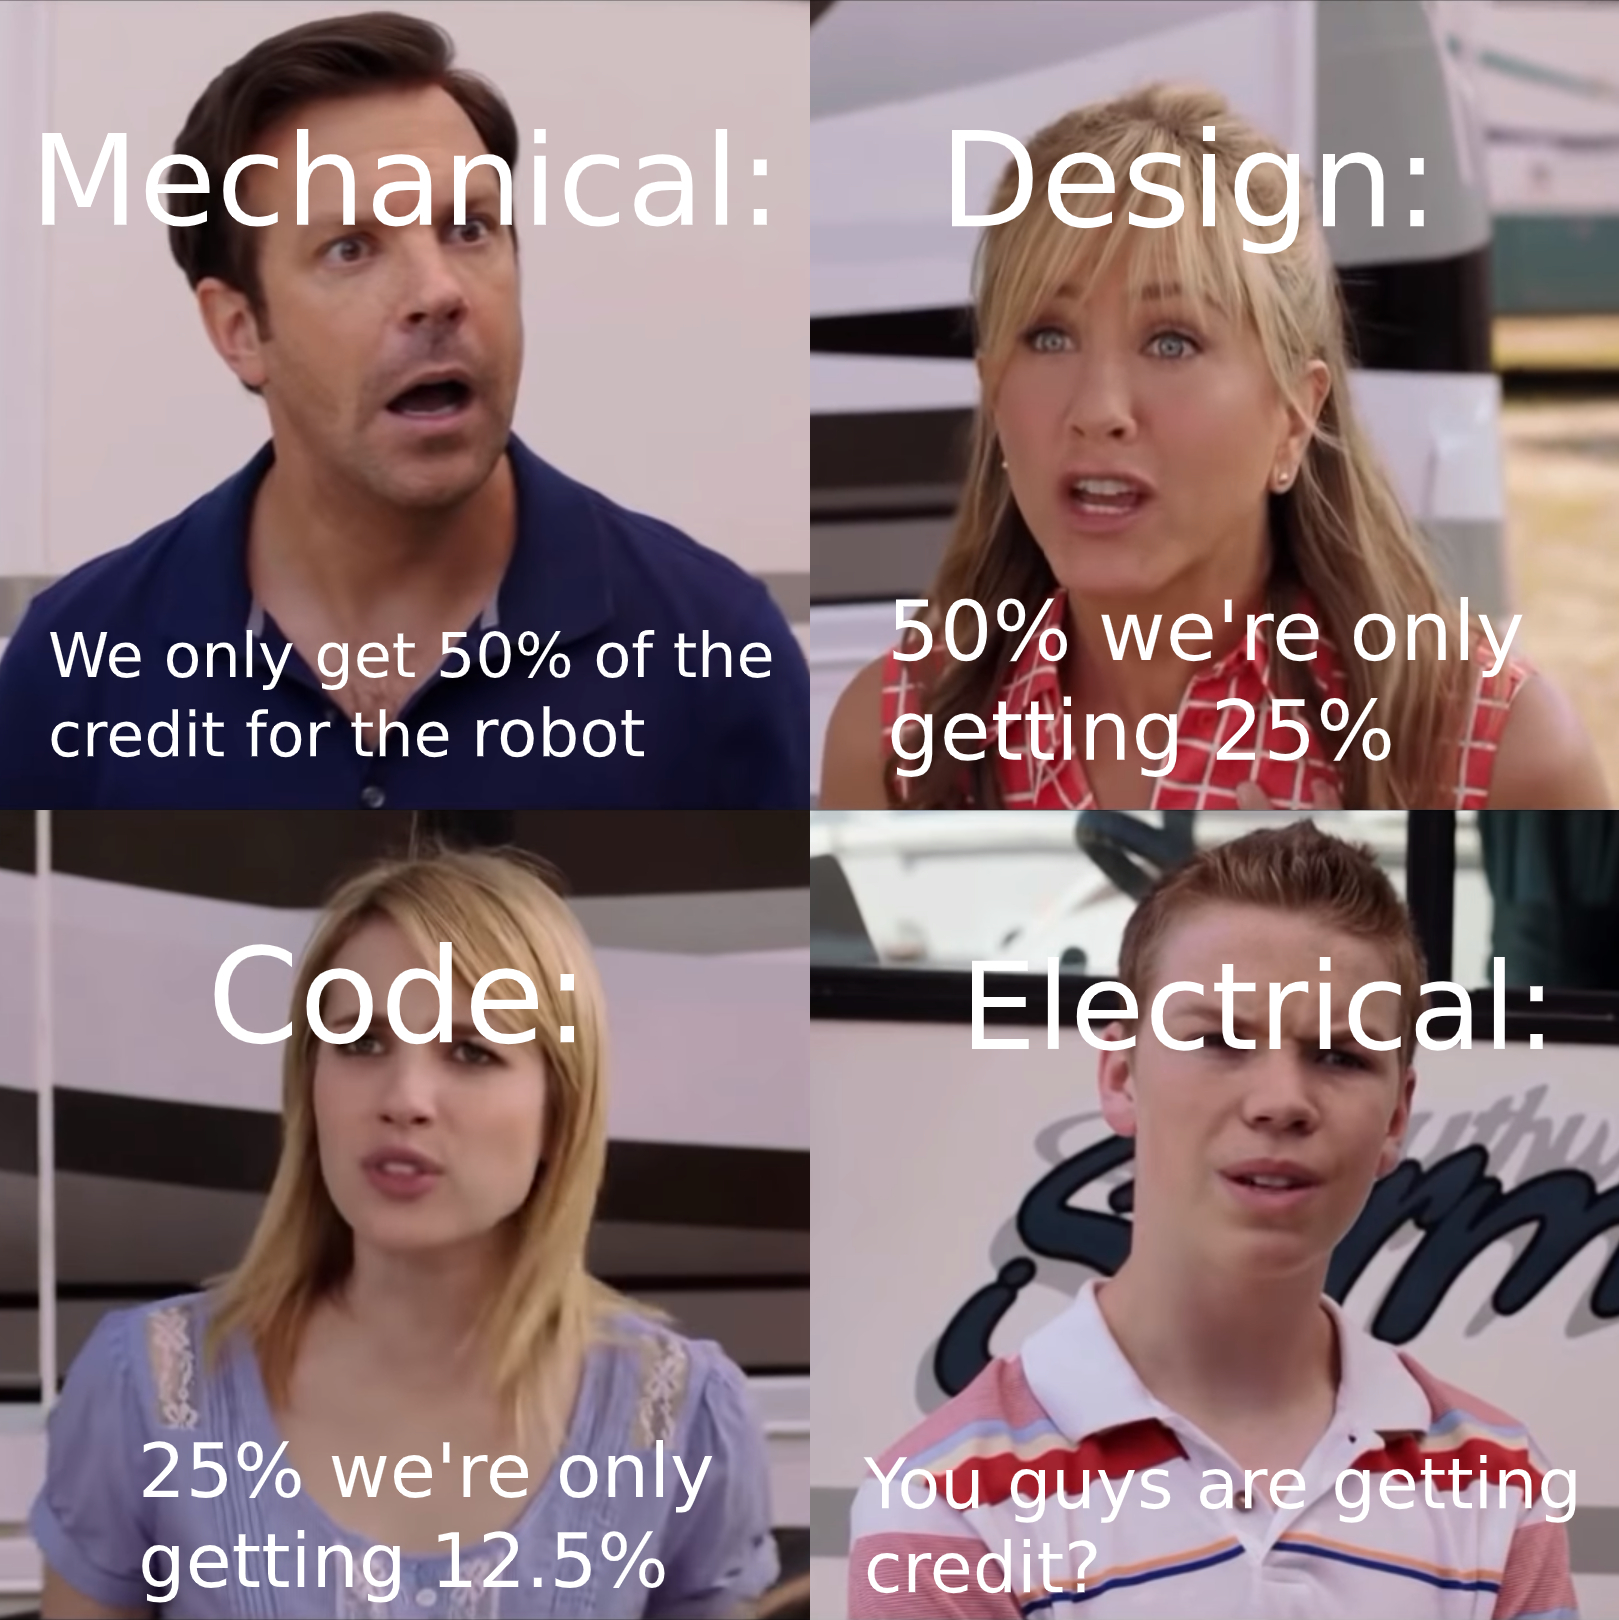 Mechanical:
We only get 50% of the
credit for the robot
Design:
50% we're only
getting 25%
Code:
25% we're only
getting 12.5%
Electrical:
You guys are getting
credit?